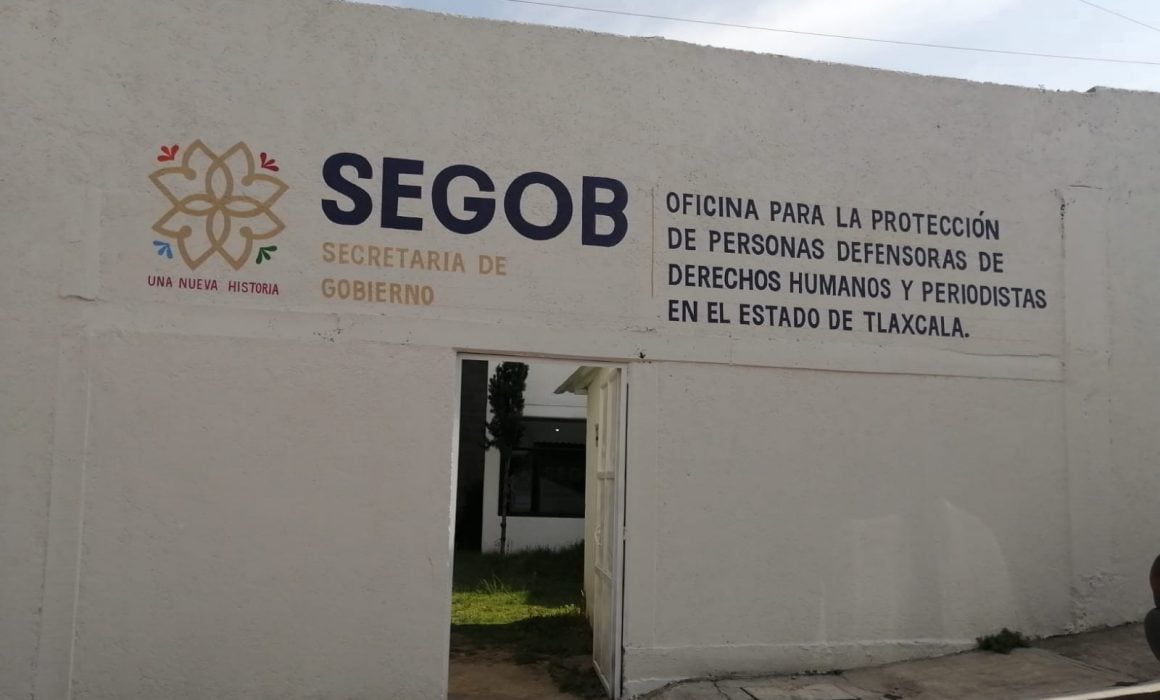 UNA NUEVA HISTORIA
SEGOB
SECRETARIA DE
GOBIERNO
OFICINA PARA LA PROTECCIÓN
DE PERSONAS DEFENSORAS DE
DERECHOS HUMANOS Y PERIODISTAS
EN EL ESTADO DE TLAXCALA.